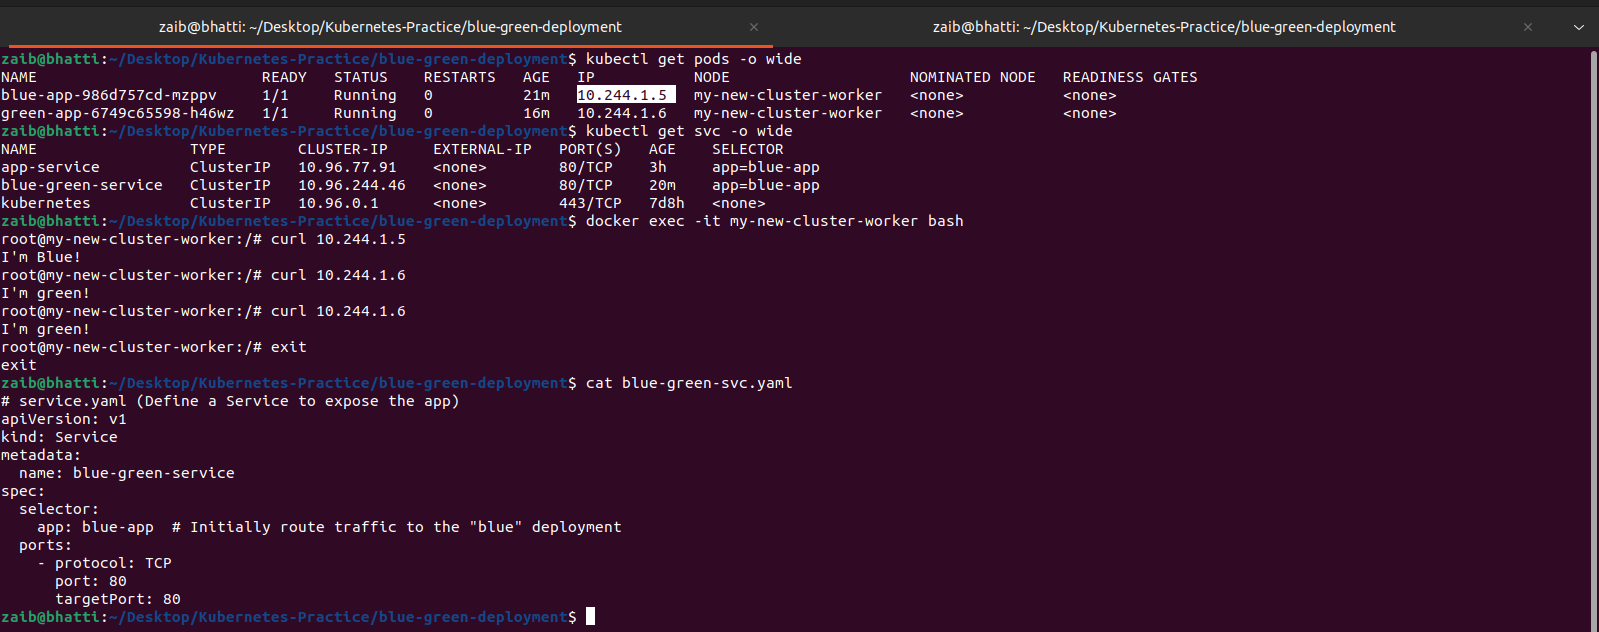 zaib@bhatti: ~/Desktop/Kubernetes-Practice/blue-green-deployment × zaib@bhatti: ~/Desktop/Kubernetes-Practice/blue-green-deployment ×
zaib@bhatti:~/Desktop/Kubernetes-Practice/blue-green-deployment$ kubectl get pods -o wide
NAME READY STATUS RESTARTS AGE IP NODE NOMINATED NODE READINESS GATES
blue-app-986d757cd-mzppv 1/1 Running 0 21m 10.244.1.5 my-new-cluster-worker <none> <none>
green-app-6749c65598-h46wz 1/1 Running 0 16m 10.244.1.6 my-new-cluster-worker <none> <none>
zaib@bhatti:~/Desktop/Kubernetes-Practice/blue-green-deployment$ kubectl get svc -o wide
NAME TYPE CLUSTER-IP EXTERNAL-IP PORT(S) AGE SELECTOR
app-service ClusterIP 10.96.77.91 <none> 80/TCP 3h app=blue-app
blue-green-service ClusterIP 10.96.244.46 <none> 80/TCP 20m app=blue-app
kubernetes ClusterIP 10.96.0.1 <none> 443/TCP 7d8h <none>
zaib@bhatti:~/Desktop/Kubernetes-Practice/blue-green-deployment$ docker exec -it my-new-cluster-worker bash
root@my-new-cluster-worker:/# curl 10.244.1.5
I'm Blue!
root@my-new-cluster-worker:/# curl 10.244.1.6
I'm green!
root@my-new-cluster-worker:/# curl 10.244.1.6
I'm green!
root@my-new-cluster-worker:/# exit
exit
zaib@bhatti:~/Desktop/Kubernetes-Practice/blue-green-deployment$ cat blue-green-svc.yaml
# service.yaml (Define a Service to expose the app)
apiVersion: v1
kind: Service
metadata:
  name: blue-green-service
spec:
  selector:
    app: blue-app  # Initially route traffic to the "blue" deployment
  ports:
    - protocol: TCP
      port: 80
      targetPort: 80
zaib@bhatti:~/Desktop/Kubernetes-Practice/blue-green-deployment$